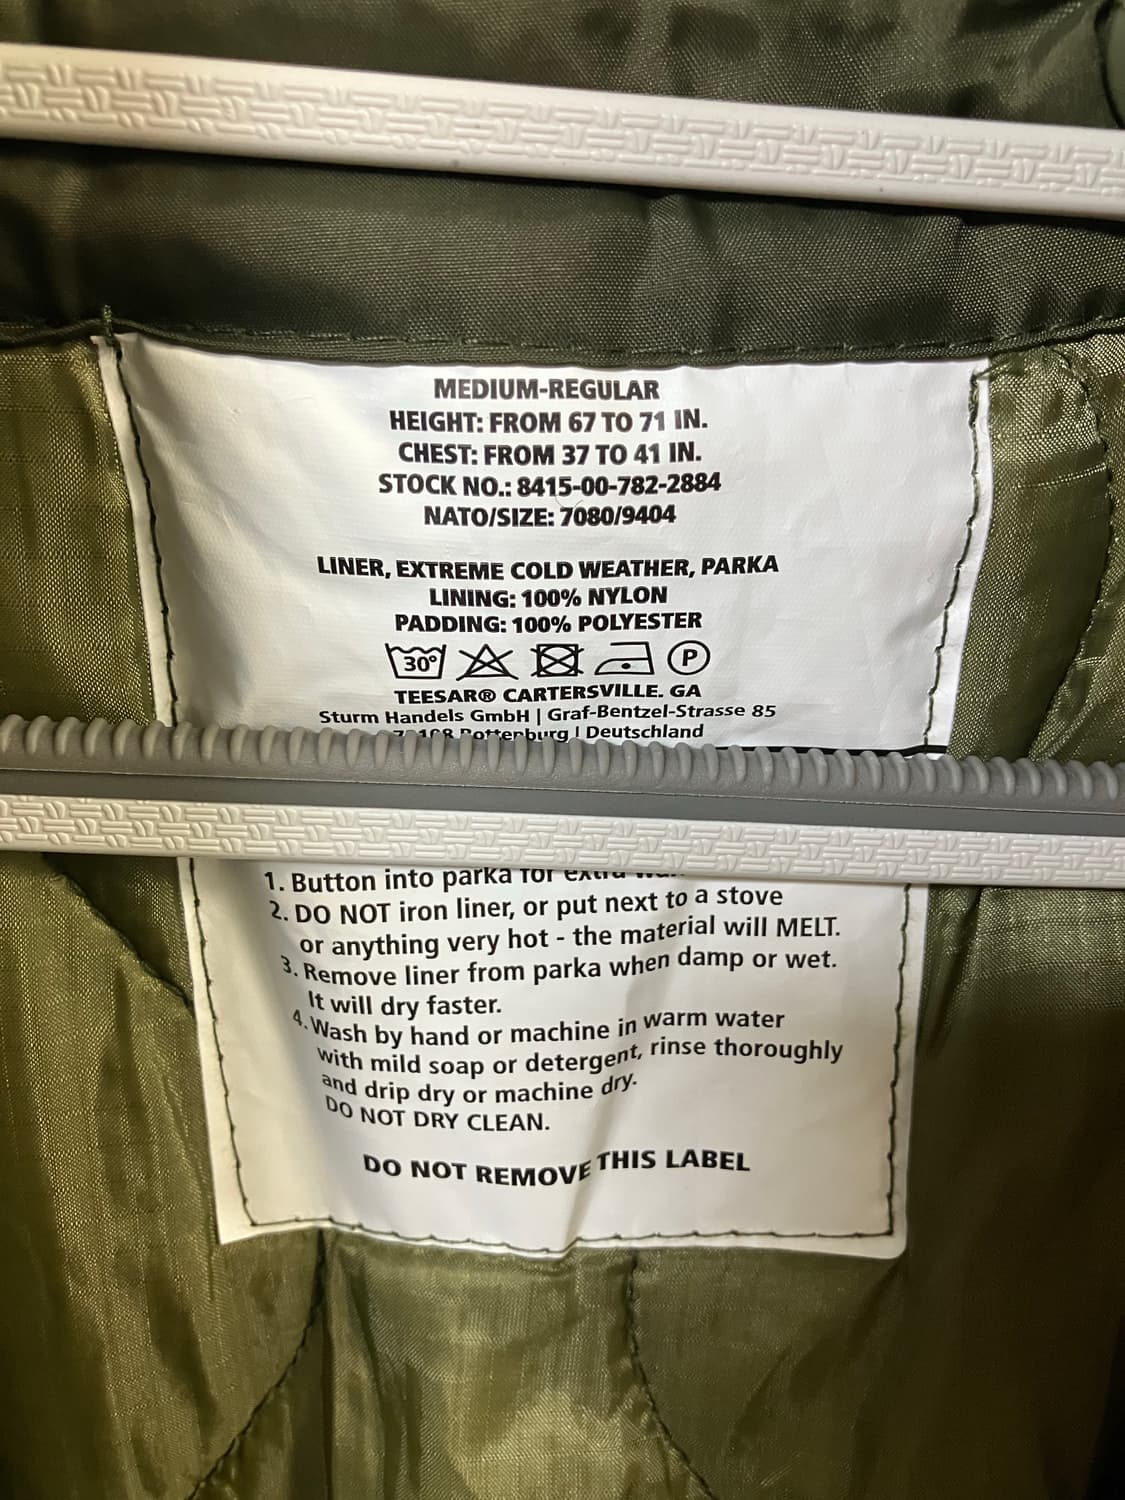 MEDIUM-REGULAR
HEIGHT: FROM 67 TO 71 IN.
CHEST: FROM 37 TO 41 IN.
STOCK NO.: 8415-00-782-2884
NATO/SIZE: 7080/9404
LINER, EXTREME COLD WEATHER, PARKA
LINING: 100% NYLON
PADDING: 100% POLYESTER
30° P
TEESAR® CARTERSVILLE. GA
Sturm Handels GmbH | Graf-Bentzel-Strasse 85
Rottenburg | Deutschland
1. Button into parka for extra
2. DO NOT iron liner, or put next to a stove
or anything very hot - the material will MELT.
3. Remove liner from parka when damp or wet.
It will dry faster.
4. Wash by hand or machine in warm water
with mild soap or detergent, rinse thoroughly
and drip dry or machine dry.
DO NOT DRY CLEAN.
DO NOT REMOVE THIS LABEL